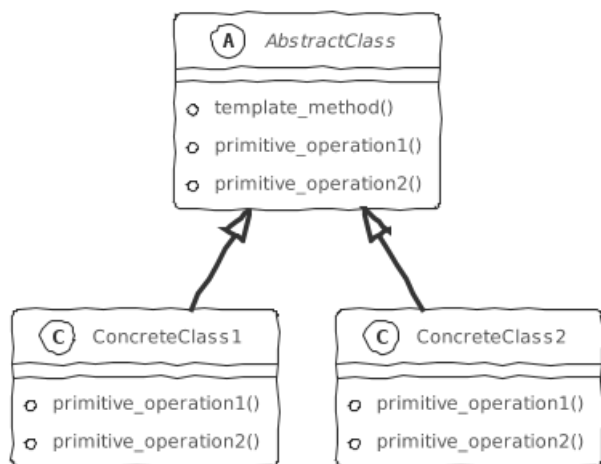 A AbstractClass
template_method()
primitive_operation1()
primitive_operation2()
C ConcreteClass1
primitive_operation1()
primitive_operation2()
C ConcreteClass2
primitive_operation1()
primitive_operation2()